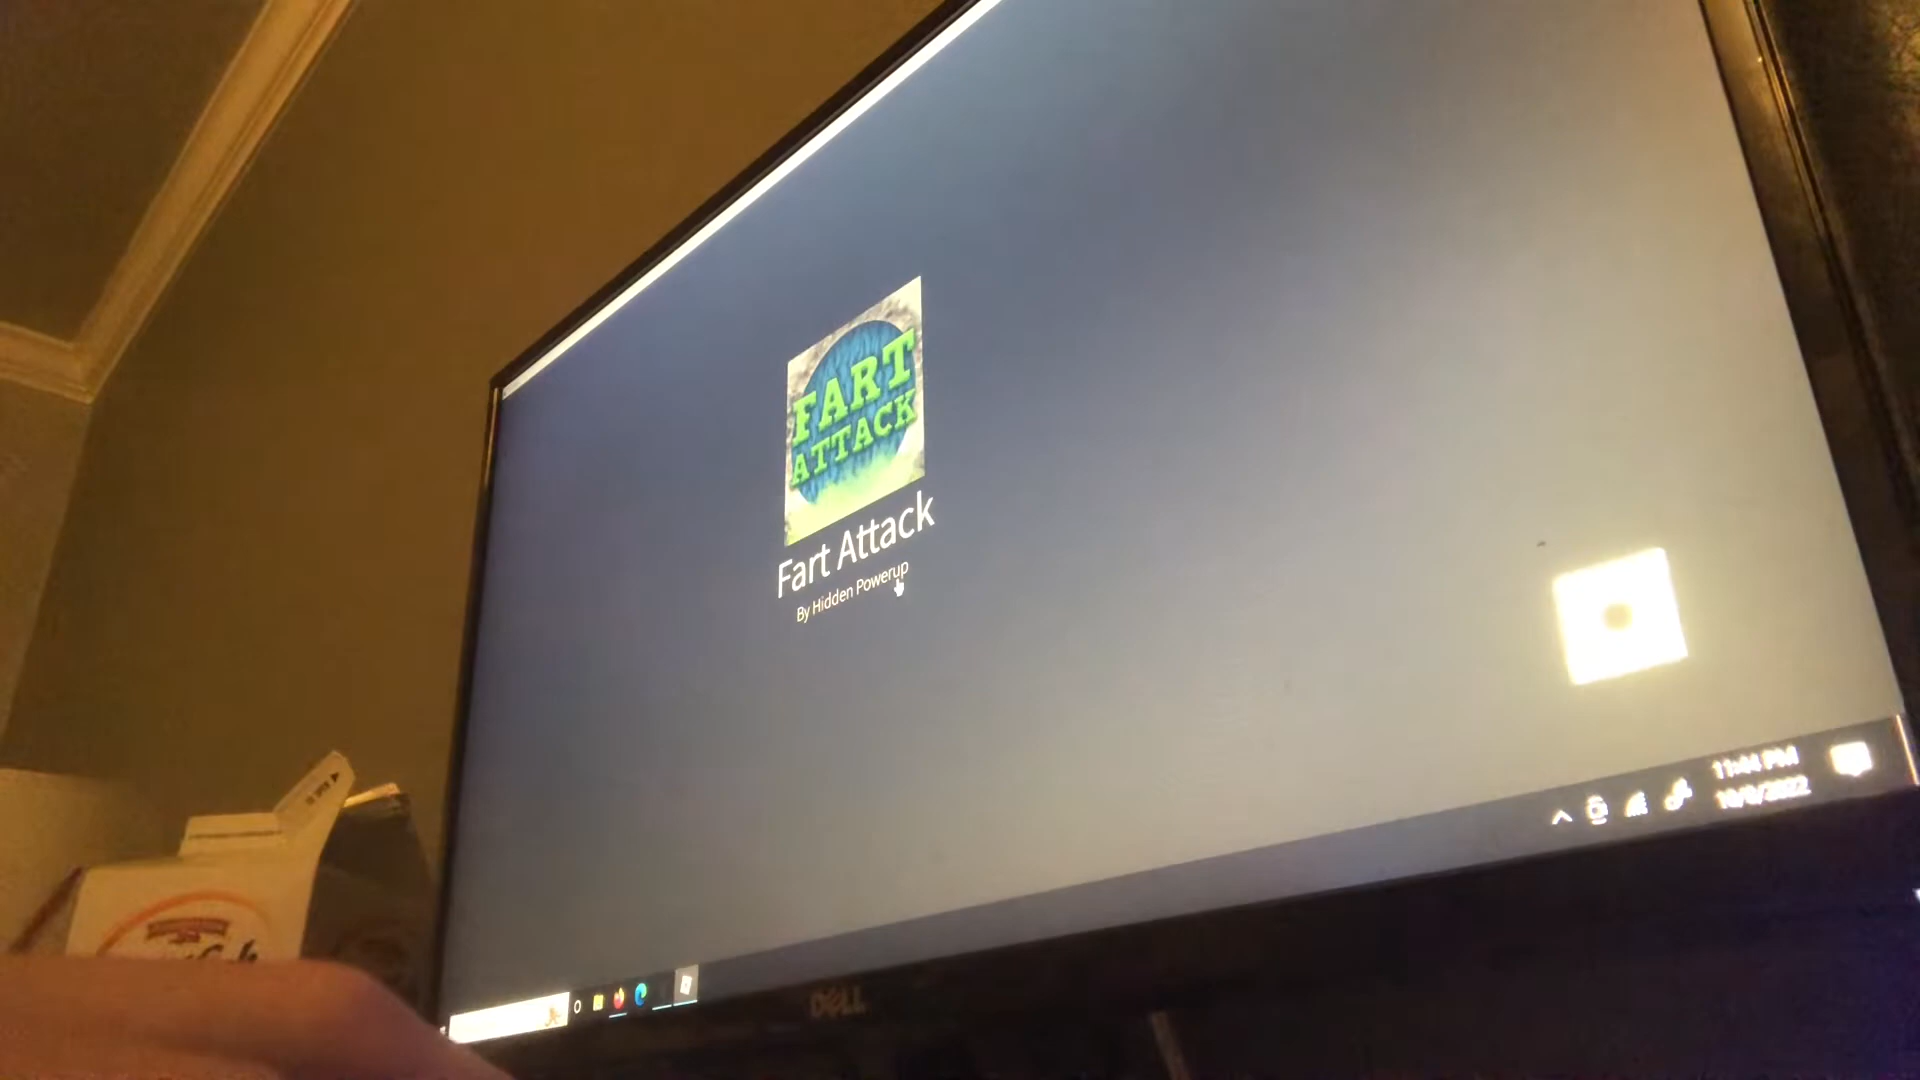 FART
ATTACK
Fart Attack
By Hidden Powerup
11:44 PM
DELL